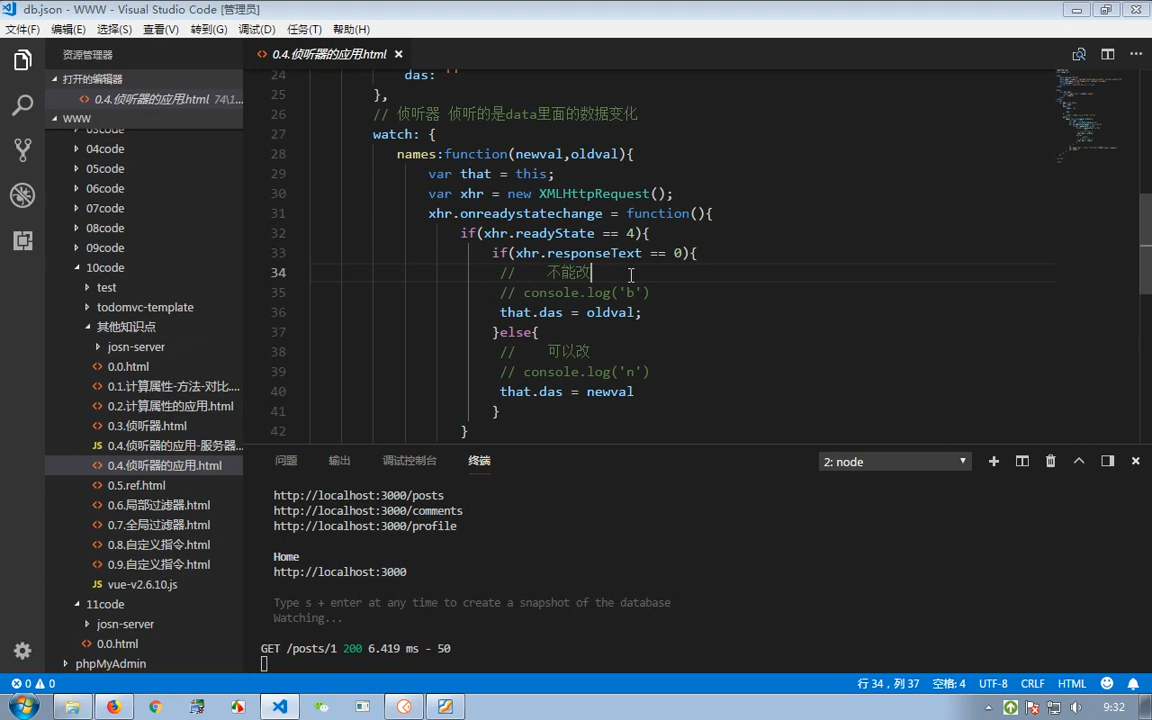 db.json - WWW - Visual Studio Code [管理员]
文件(F) 编辑(E) 选择(S) 查看(V) 转到(G) 调试(D) 任务(T) 帮助(H)
资源管理器
打开的编辑器
0.4.侦听器的应用.html 74\1...
WWW
03code
04code
05code
06code
07code
08code
09code
10code
test
todomvc-template
其他知识点
josn-server
0.0.html
0.1.计算属性-方法-对比....
0.2.计算属性的应用.html
0.3.侦听器.html
JS 0.4.侦听器的应用-服务器...
0.4.侦听器的应用.html
0.5.ref.html
0.6.局部过滤器.html
0.7.全局过滤器.html
0.8.自定义指令.html
0.9.自定义指令.html
JS vue-v2.6.10.js
11code
josn-server
0.0.html
phpMyAdmin
0.4.侦听器的应用.html
24 das: ''
25 },
26 // 侦听器 侦听的是data里面的数据变化
27 watch: {
28 names:function(newval,oldval){
29 var that = this;
30 var xhr = new XMLHttpRequest();
31 xhr.onreadystatechange = function(){
32 if(xhr.readyState == 4){
33 if(xhr.responseText == 0){
34 // 不能改
35 // console.log('b')
36 that.das = oldval;
37 }else{
38 // 可以改
39 // console.log('n')
40 that.das = newval
41 }
42 }
问题 输出 调试控制台 终端
2: node
http://localhost:3000/posts
http://localhost:3000/comments
http://localhost:3000/profile
Home
http://localhost:3000
Type s + enter at any time to create a snapshot of the database
Watching...
GET /posts/1 200 6.419 ms - 50
0 0
行 34，列 37 空格: 4 UTF-8 CRLF HTML
9:32